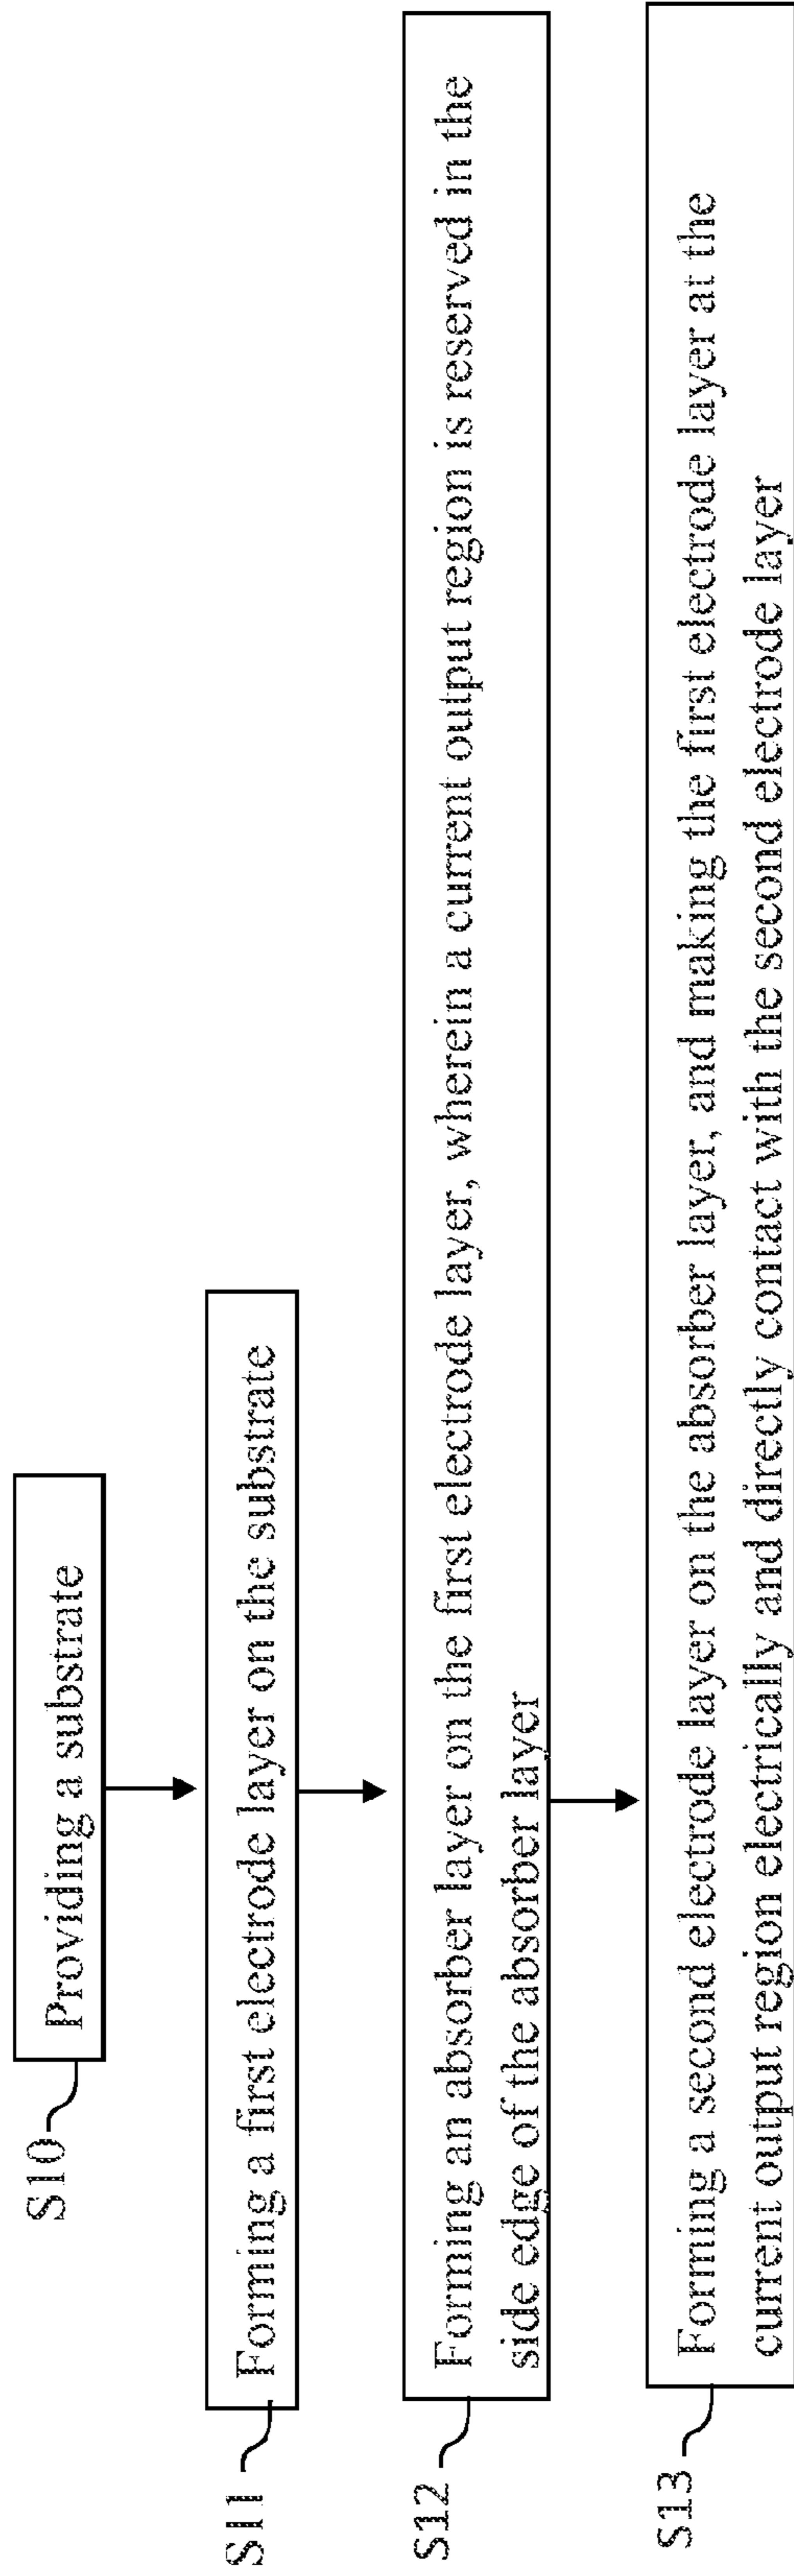 S10
Providing a substrate
S11
Forming a first electrode layer on the substrate
S12
Forming an absorber layer on the first electrode layer, wherein a current output region is reserved in the
side edge of the absorber layer
S13
Forming a second electrode layer on the absorber layer, and making the first electrode layer at the
current output region electrically and directly contact with the second electrode layer